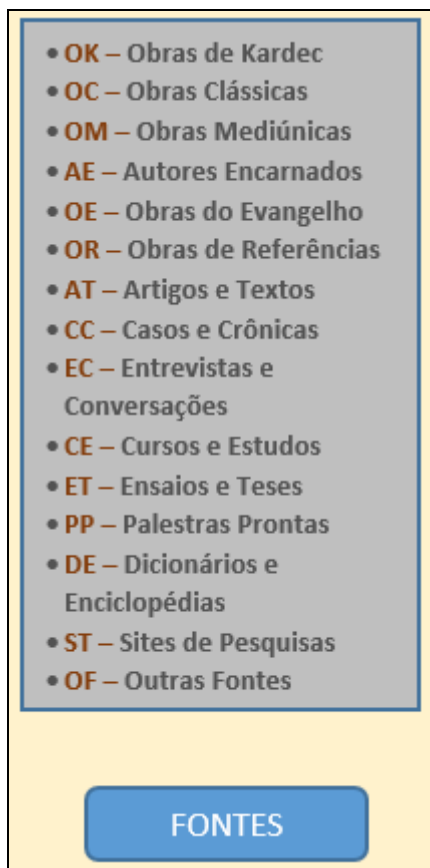 • OK – Obras de Kardec
• OC – Obras Clássicas
• OM – Obras Mediúnicas
• AE – Autores Encarnados
• OE – Obras do Evangelho
• OR – Obras de Referências
• AT – Artigos e Textos
• CC – Casos e Crônicas
• EC – Entrevistas e
Conversações
• CE – Cursos e Estudos
• ET – Ensaios e Teses
• PP – Palestras Prontas
• DE – Dicionários e
Enciclopédias
• ST – Sites de Pesquisas
• OF – Outras Fontes
FONTES